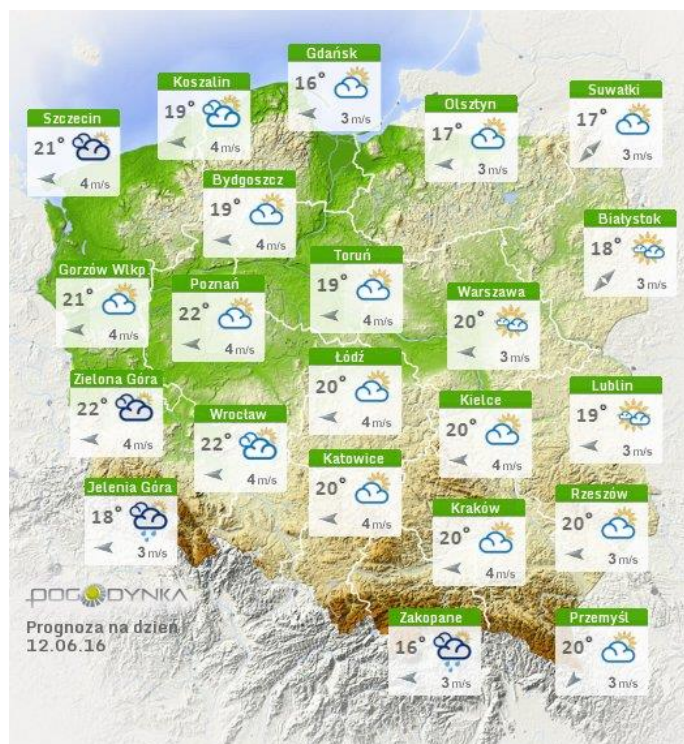 Gdańsk
16°
3 m/s
Koszalin
19°
4 m/s
Suwałki
17°
3 m/s
Olsztyn
17°
3 m/s
Szczecin
21°
4 m/s
Bydgoszcz
19°
4 m/s
Białystok
18°
3 m/s
Toruń
19°
4 m/s
Gorzów Wlkp.
21°
4 m/s
Poznań
22°
4 m/s
Warszawa
20°
3 m/s
Łódź
20°
4 m/s
Zielona Góra
22°
4 m/s
Lublin
19°
3 m/s
Kielce
20°
4 m/s
Wrocław
22°
4 m/s
Katowice
20°
4 m/s
Jelenia Góra
18°
3 m/s
Rzeszów
20°
3 m/s
Kraków
20°
4 m/s
POGODYNKA
Prognoza na dzień
12.06.16
Zakopane
16°
3 m/s
Przemyśl
20°
3 m/s